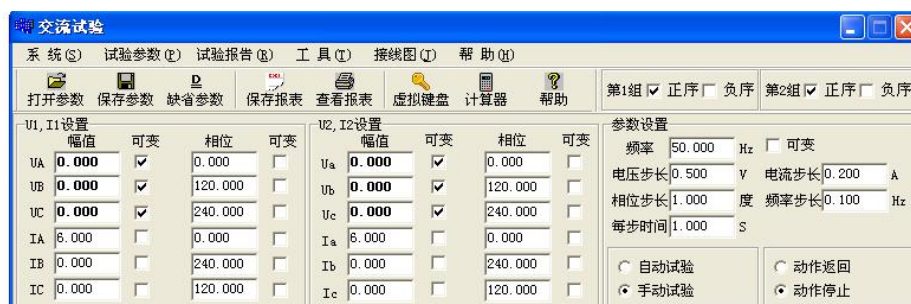 交流试验
系 统(S) 试验参数(P) 试验报告(R) 工 具(T) 接线图(J) 帮 助(H)
打开参数 保存参数 缺省参数 保存报表 查看报表 虚拟键盘 计算器 帮助 第1组 正序 负序 第2组 正序 负序
U1, I1设置 U2, I2设置 参数设置
幅值 可变 相位 可变 幅值 可变 相位 可变 频率 50.000 Hz 可变
UA 0.000 0.000 Ua 0.000 0.000 电压步长 0.500 V 电流步长 0.200 A
UB 0.000 120.000 Ub 0.000 120.000 相位步长 1.000 度 频率步长 0.100 Hz
UC 0.000 240.000 Uc 0.000 240.000 每步时间 1.000 S
IA 6.000 0.000 Ia 6.000 0.000
IB 0.000 240.000 Ib 0.000 240.000 自动试验 动作返回
IC 0.000 120.000 Ic 0.000 120.000 手动试验 动作停止